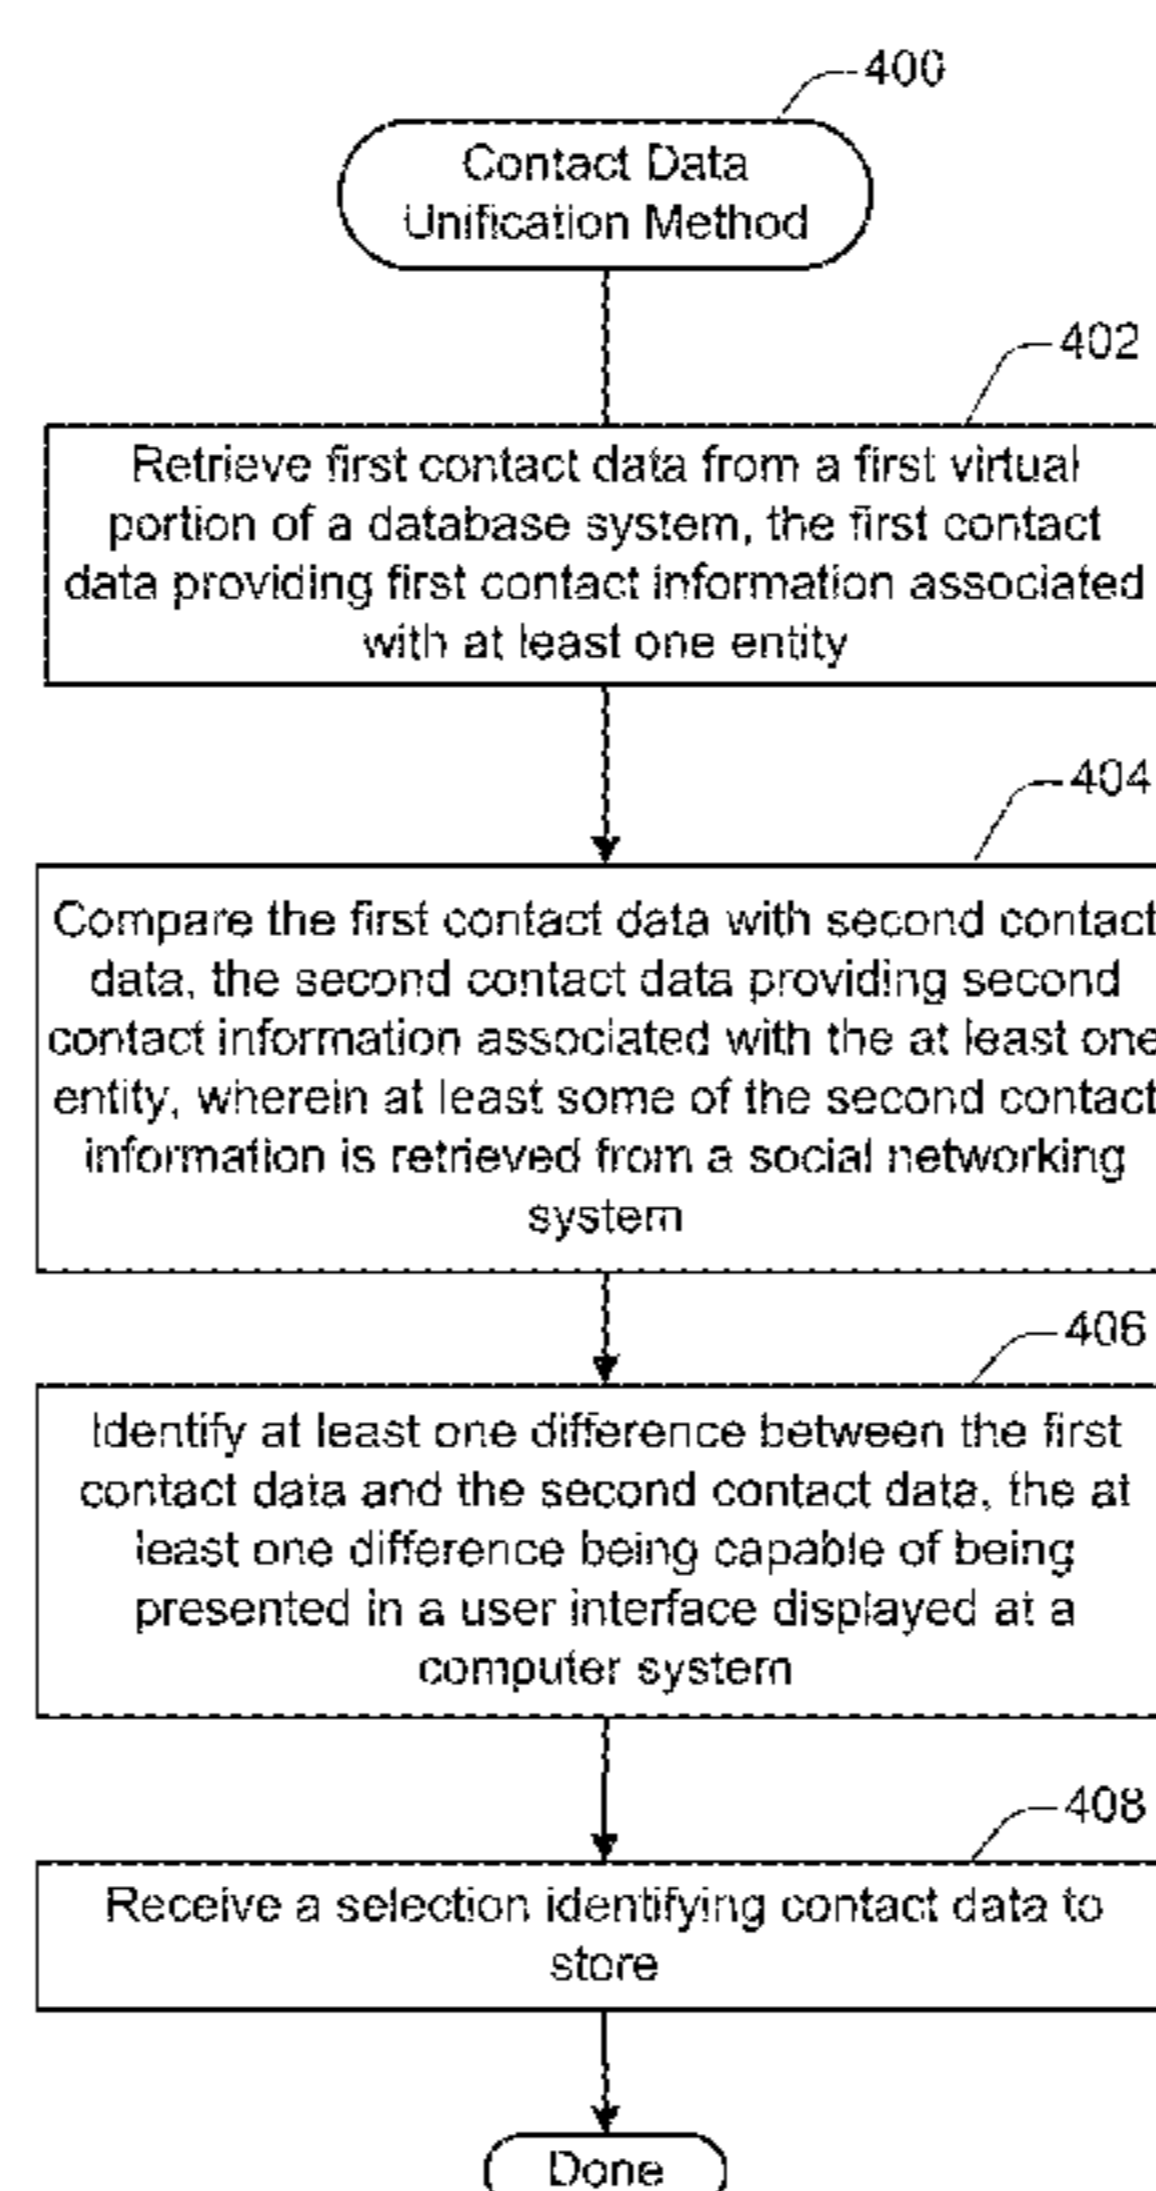 400
Contact Data
Unification Method
402
Retrieve first contact data from a first virtual
portion of a database system, the first contact
data providing first contact information associated
with at least one entity
404
Compare the first contact data with second contact
data, the second contact data providing second
contact information associated with the at least one
entity, wherein at least some of the second contact
information is retrieved from a social networking
system
406
Identify at least one difference between the first
contact data and the second contact data, the at
least one difference being capable of being
presented in a user interface displayed at a
computer system
408
Receive a selection identifying contact data to
store
Done